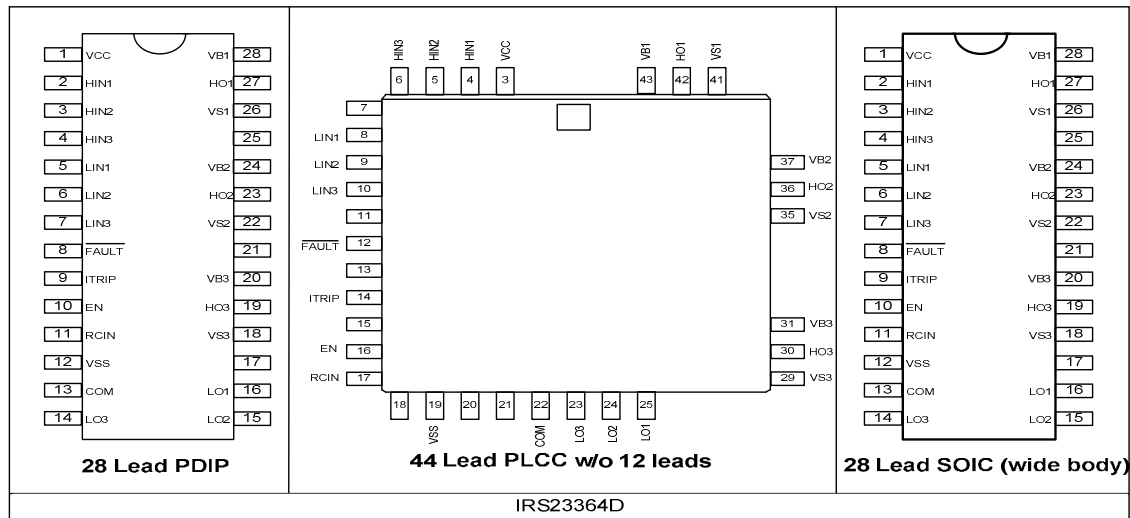 1 VCC VB1 28
2 HIN1 HO1 27
3 HIN2 VS1 26
4 HIN3 25
5 LIN1 VB2 24
6 LIN2 HO2 23
7 LIN3 VS2 22
8 FAULT 21
9 ITRIP VB3 20
10 EN HO3 19
11 RCIN VS3 18
12 VSS 17
13 COM LO1 16
14 LO3 LO2 15
28 Lead PDIP
HIN3 HIN2 HIN1 VCC VB1 HO1 VS1
6 5 4 3 43 42 41
7
LIN1 8
LIN2 9 37 VB2
LIN3 10 36 HO2
11 35 VS2
FAULT 12
13
ITRIP 14
15 31 VB3
EN 16 30 HO3
RCIN 17 29 VS3
18 19 20 21 22 23 24 25
VSS COM LO3 LO2 LO1
44 Lead PLCC w/o 12 leads
1 VCC VB1 28
2 HIN1 HO1 27
3 HIN2 VS1 26
4 HIN3 25
5 LIN1 VB2 24
6 LIN2 HO2 23
7 LIN3 VS2 22
8 FAULT 21
9 ITRIP VB3 20
10 EN HO3 19
11 RCIN VS3 18
12 VSS 17
13 COM LO1 16
14 LO3 LO2 15
28 Lead SOIC (wide body)
IRS23364D